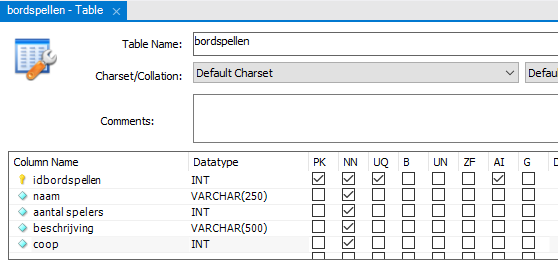 bordspellen - Table ×
Table Name: bordspellen
Charset/Collation: Default Charset Defau
Comments:
Column Name Datatype PK NN UQ B UN ZF AI G D
idbordspellen INT
naam VARCHAR(250)
aantal spelers INT
beschrijving VARCHAR(500)
coop INT